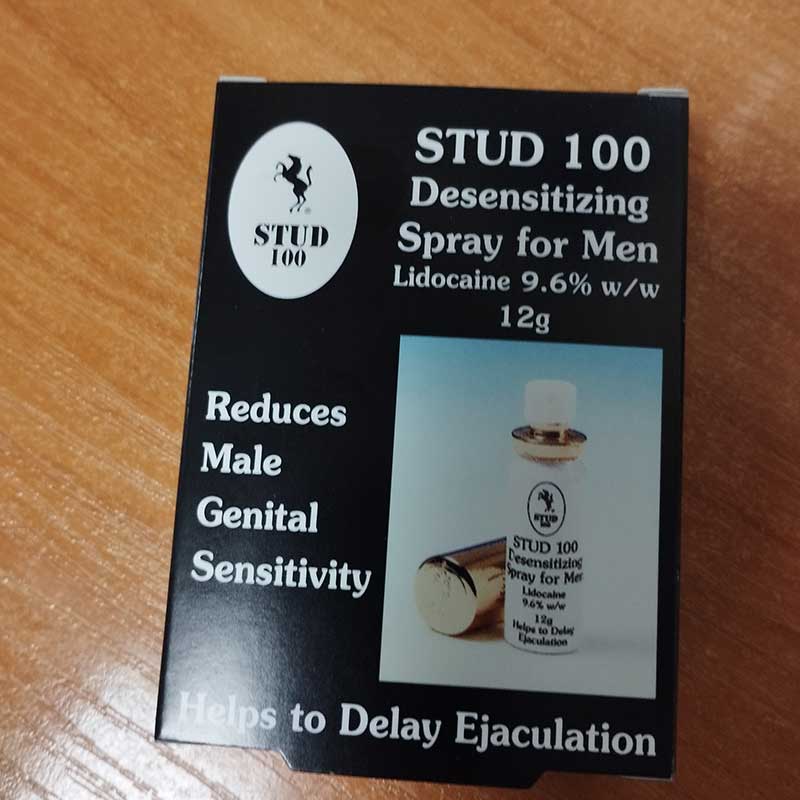 STUD
100
STUD 100
Desensitizing
Spray for Men
Lidocaine 9.6% w/w
12g
Reduces
Male
Genital
Sensitivity
STUD
100
STUD 100
Desensitizing
Spray for Men
Lidocaine
9.6% w/w
12g
Helps to Delay
Ejaculation
Helps to Delay Ejaculation